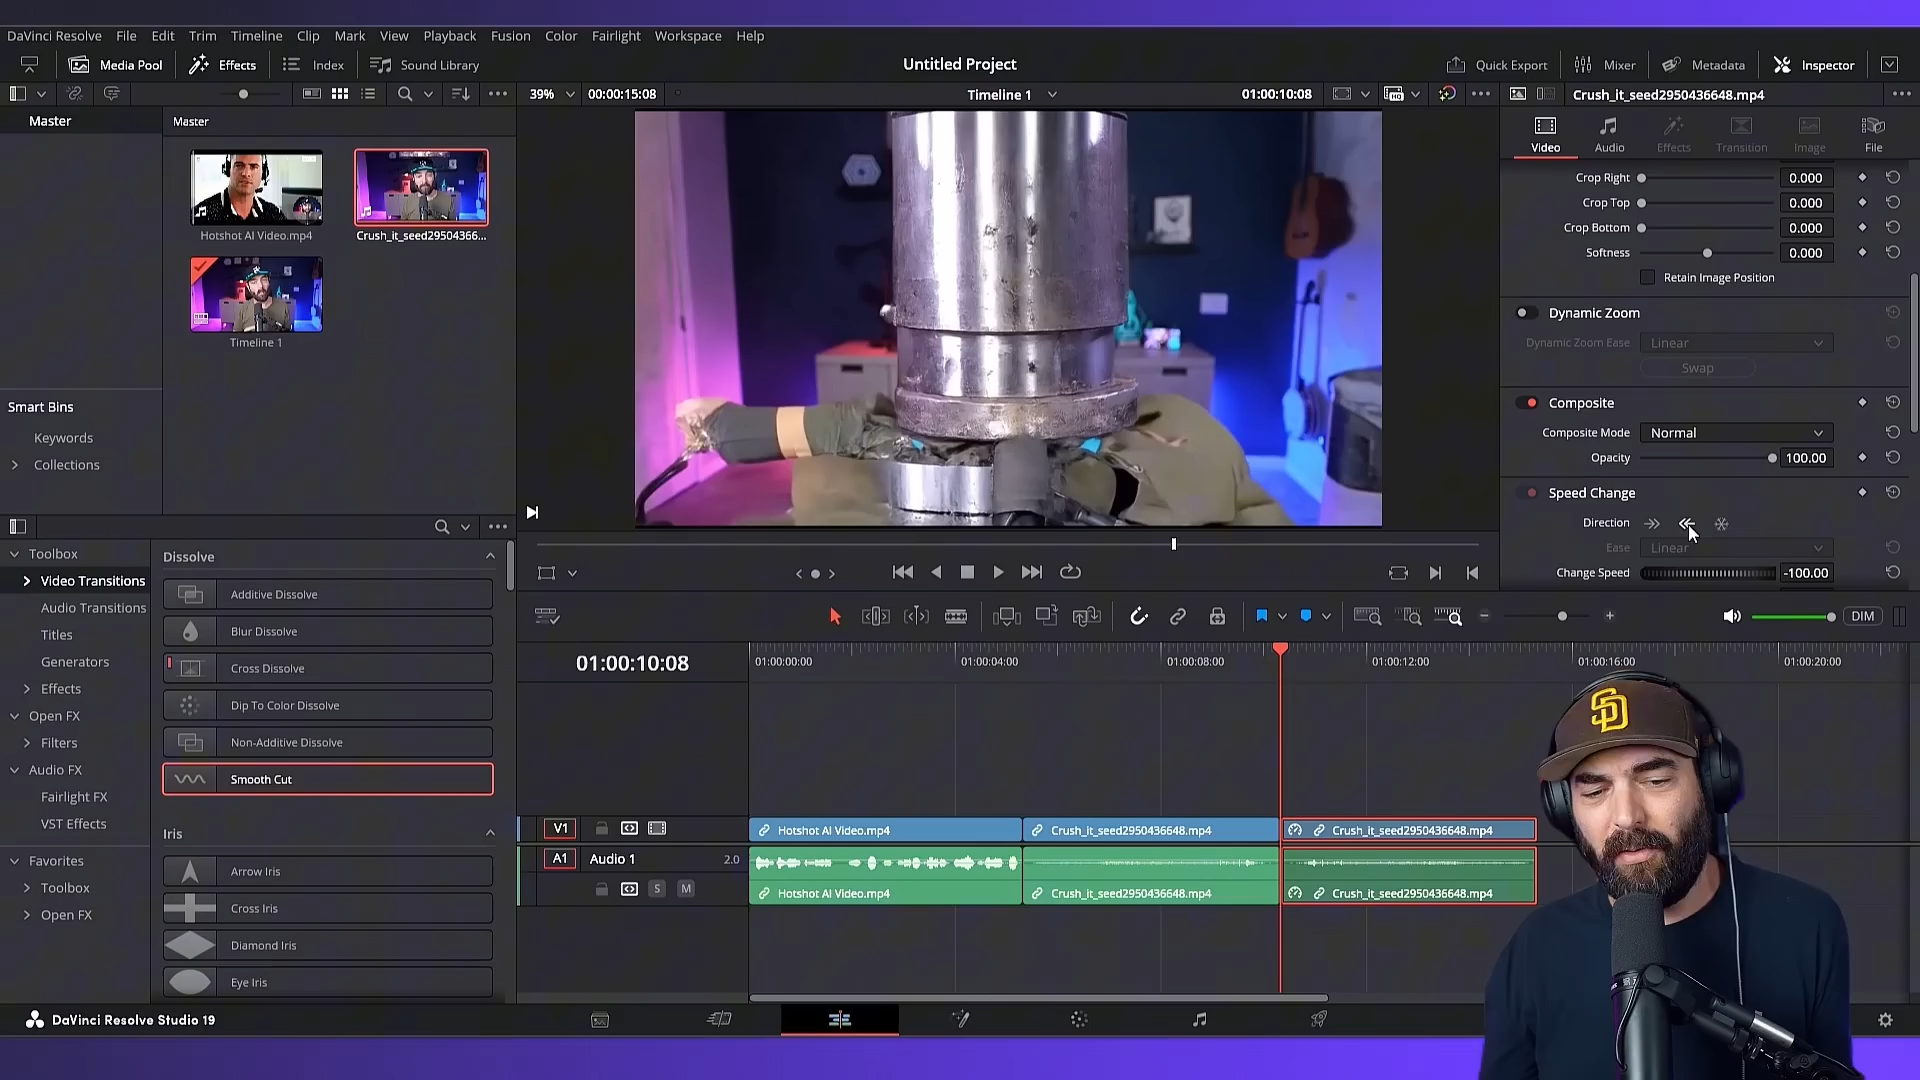 DaVinci Resolve File Edit Trim Timeline Clip Mark View Playback Fusion Color Fairlight Workspace Help
Media Pool Effects Index Sound Library Untitled Project Quick Export Mixer Metadata Inspector
39% 00:00:15:08 Timeline 1 01:00:10:08 Crush_it_seed2950436648.mp4
Master Master
Video Audio Effects Transition Image File
Crop Right 0.000
Crop Top 0.000
Hotshot AI Video.mp4 Crush_it_seed29504366...
Crop Bottom 0.000
Softness 0.000
Retain Image Position
Dynamic Zoom
Timeline 1
Dynamic Zoom Ease Linear
Swap
Smart Bins
Composite
Keywords
Composite Mode Normal
Collections
Opacity 100.00
Speed Change
Direction
Ease Linear
Change Speed -100.00
Toolbox
Video Transitions
Audio Transitions
Titles
Generators
Effects
Open FX
Filters
Audio FX
Fairlight FX
VST Effects
Favorites
Toolbox
Open FX
Dissolve
Additive Dissolve
Blur Dissolve
Cross Dissolve
Dip To Color Dissolve
Non-Additive Dissolve
Smooth Cut
Iris
Arrow Iris
Cross Iris
Diamond Iris
Eye Iris
DIM
01:00:10:08 01:00:00:00 01:00:04:00 01:00:08:00 01:00:12:00 01:00:16:00 01:00:20:00
V1 Hotshot AI Video.mp4 Crush_it_seed2950436648.mp4 Crush_it_seed2950436648.mp4
A1 Audio 1 2.0
S M Hotshot AI Video.mp4 Crush_it_seed2950436648.mp4 Crush_it_seed2950436648.mp4
SD
DaVinci Resolve Studio 19